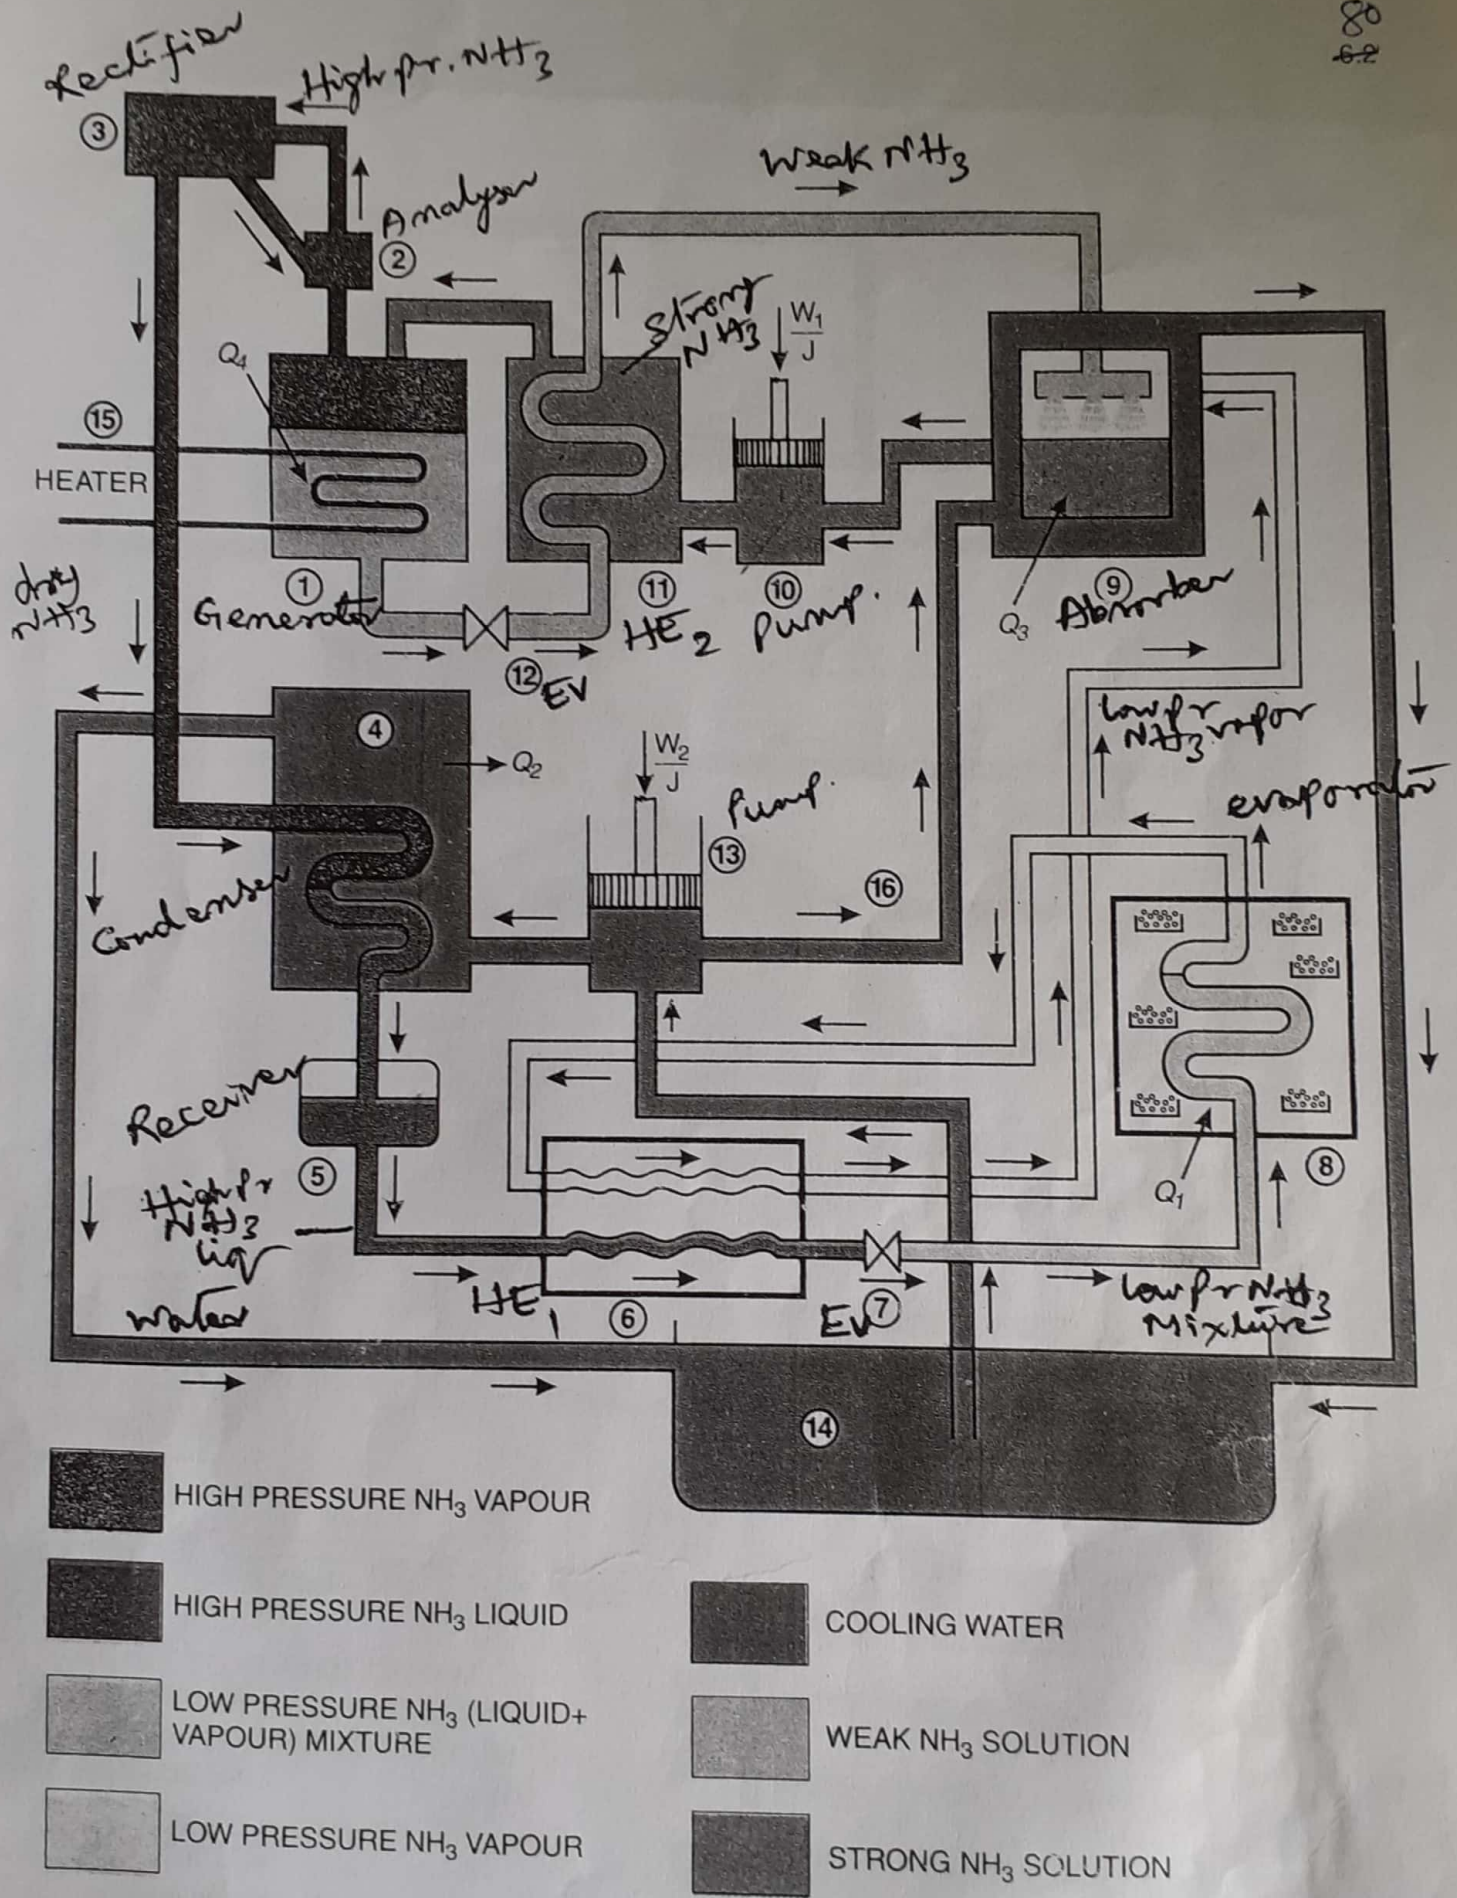 80
6.2
Rectifier
High pr. NH3
③
Weak NH3
Analyser
②
Strong
NH3
W₁
J
Q₄
⑮
HEATER
dry
NH3
①
Generator
⑫
EV
⑪
HE2
⑩
Pump.
⑨
Absorber
Q₃
④
Q₂
W₂
J
Pump.
⑬
low pr
NH3 vapor
evaporator
⑯
Condenser
Receiver
⑤
High Pr
NH3
liq
⑧
Q₁
HE1
⑥
EV
⑦
low Pr NH3
Mixture
water
⑭
HIGH PRESSURE NH₃ VAPOUR
HIGH PRESSURE NH₃ LIQUID
LOW PRESSURE NH₃ (LIQUID+
VAPOUR) MIXTURE
LOW PRESSURE NH₃ VAPOUR
COOLING WATER
WEAK NH₃ SOLUTION
STRONG NH₃ SOLUTION